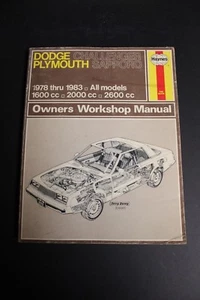 DODGE CHALLENGER
PLYMOUTH SAPPORO
Haynes
1978 thru 1983 All models
1600 cc 2000 cc 2600 cc
Owners Workshop Manual